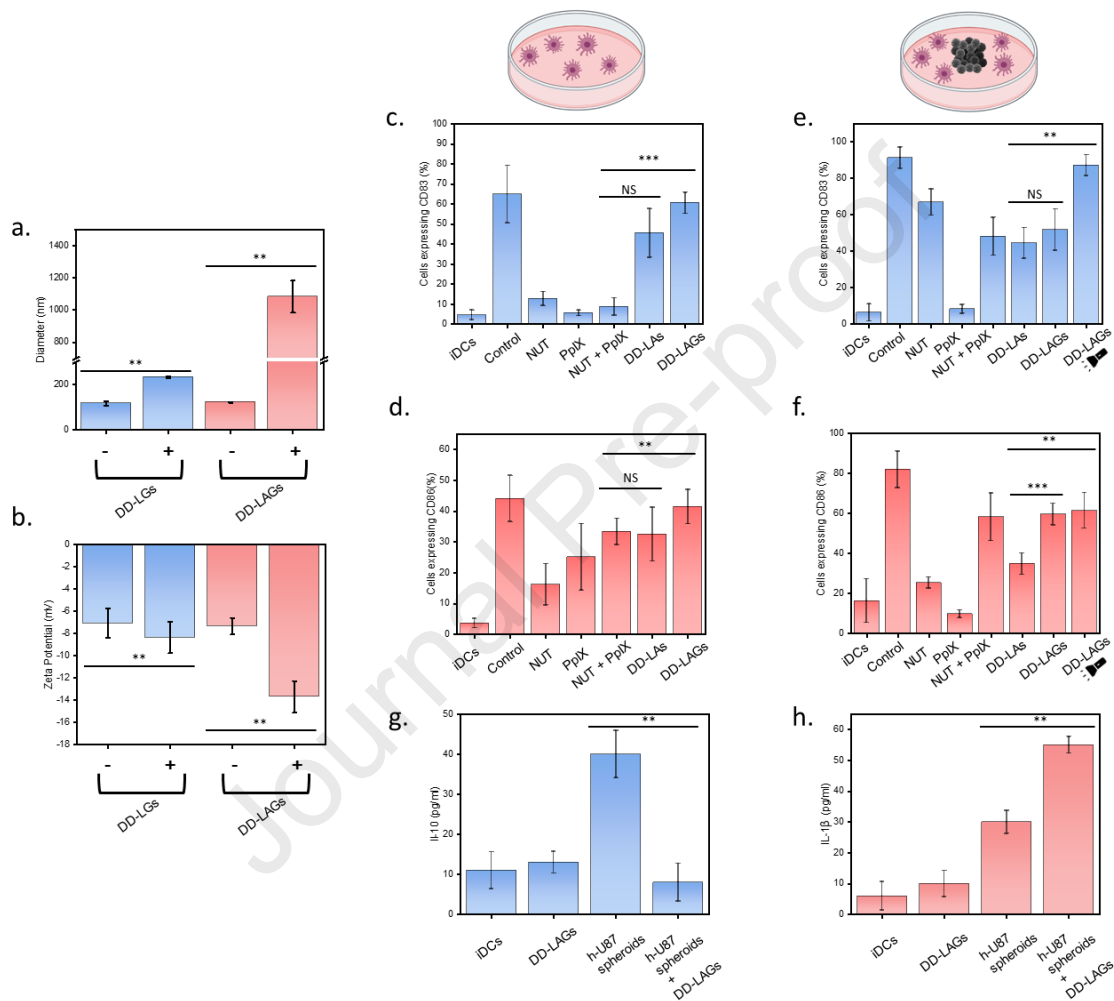 a.
Diameter (nm)
1400
1200
1000
800
200
0
**
**
-
+
-
+
DD-LGs
DD-LAGs
b.
Zeta Potential (mV)
0
-2
-4
-6
-8
-10
-12
-14
-16
-18
**
**
-
+
-
+
DD-LGs
DD-LAGs
c.
Cells expressing CD83 (%)
100
90
80
70
60
50
40
30
20
10
0
***
NS
iDCs
Control
NUT
PpIX
NUT + PpIX
DD-LAs
DD-LAGs
d.
Cells expressing CD86(%)
60
50
40
30
20
10
0
**
NS
iDCs
Control
NUT
PpIX
NUT + PpIX
DD-LAs
DD-LAGs
e.
Cells expressing CD83 (%)
100
80
60
40
20
0
**
NS
iDCs
Control
NUT
PpIX
NUT + PpIX
DD-LAs
DD-LAGs
DD-LAGs
f.
Cells expressing CD86 (%)
100
80
60
40
20
0
**
***
iDCs
Control
NUT
PpIX
NUT + PpIX
DD-LAs
DD-LAGs
DD-LAGs
g.
Il-10 (pg/ml)
50
40
30
20
10
0
**
iDCs
DD-LAGs
h-U87
spheroids
h-U87
spheroids
+
DD-LAGs
h.
IL-1β (pg/ml)
60
50
40
30
20
10
0
**
iDCs
DD-LAGs
h-U87
spheroids
h-U87
spheroids
+
DD-LAGs
Journal Pre-proof